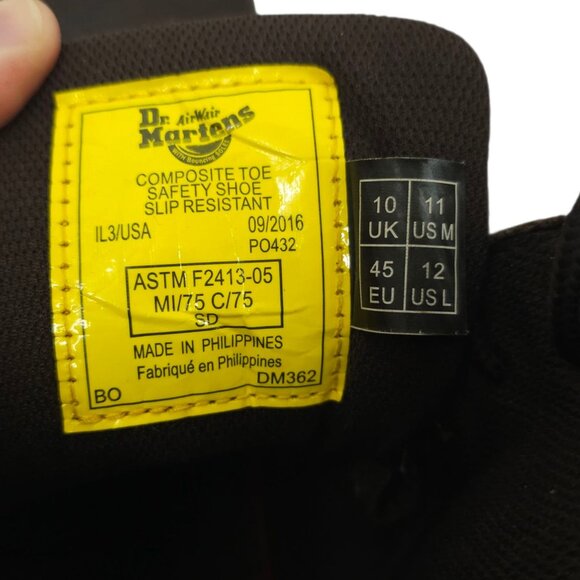 Dr. AirWair
Martens
WITH Bouncing SOLES
COMPOSITE TOE
SAFETY SHOE
SLIP RESISTANT
IL3/USA 09/2016
PO432
ASTM F2413-05
MI/75 C/75
SD
MADE IN PHILIPPINES
Fabriqué en Philippines
BO DM362
10 UK
11 US M
45 EU
12 US L